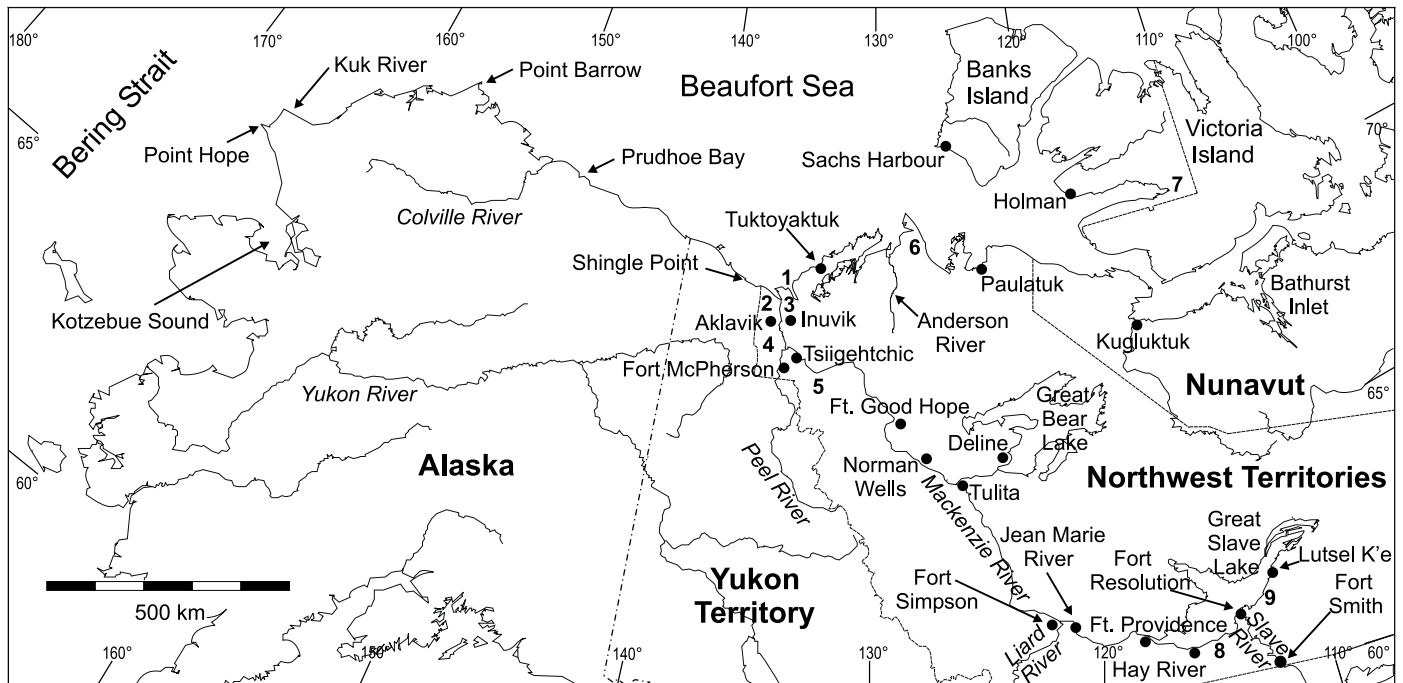 180°
170°
160°
150°
140°
130°
120°
110°
100°
Bering Strait
Kuk River
Point Barrow
Beaufort Sea
Banks
Island
Victoria
Island
65°
70°
Point Hope
Prudhoe Bay
Sachs Harbour
Holman
7
Colville River
Tuktoyaktuk
6
Shingle Point
1
Paulatuk
Bathurst
Inlet
Kotzebue Sound
2
3
Aklavik
Inuvik
Anderson
River
Kugluktuk
4
Tsiigehtchic
Fort McPherson
5
Nunavut
Yukon River
65°
Ft. Good Hope
Great
Bear
Lake
Deline
60°
Alaska
Peel River
Norman
Wells
Mackenzie River
Tulita
Northwest Territories
Jean Marie
River
Great
Slave
Lake
Lutsel K'e
Fort
Resolution
Fort
Smith
9
500 km
Yukon
Territory
Fort
Simpson
Liard
River
Ft. Providence
Slave
River
Hay River
8
160°
150°
140°
130°
120°
110°
60°